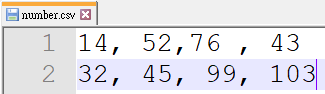 number.csv
1 14, 52,76 , 43
2 32, 45, 99, 103